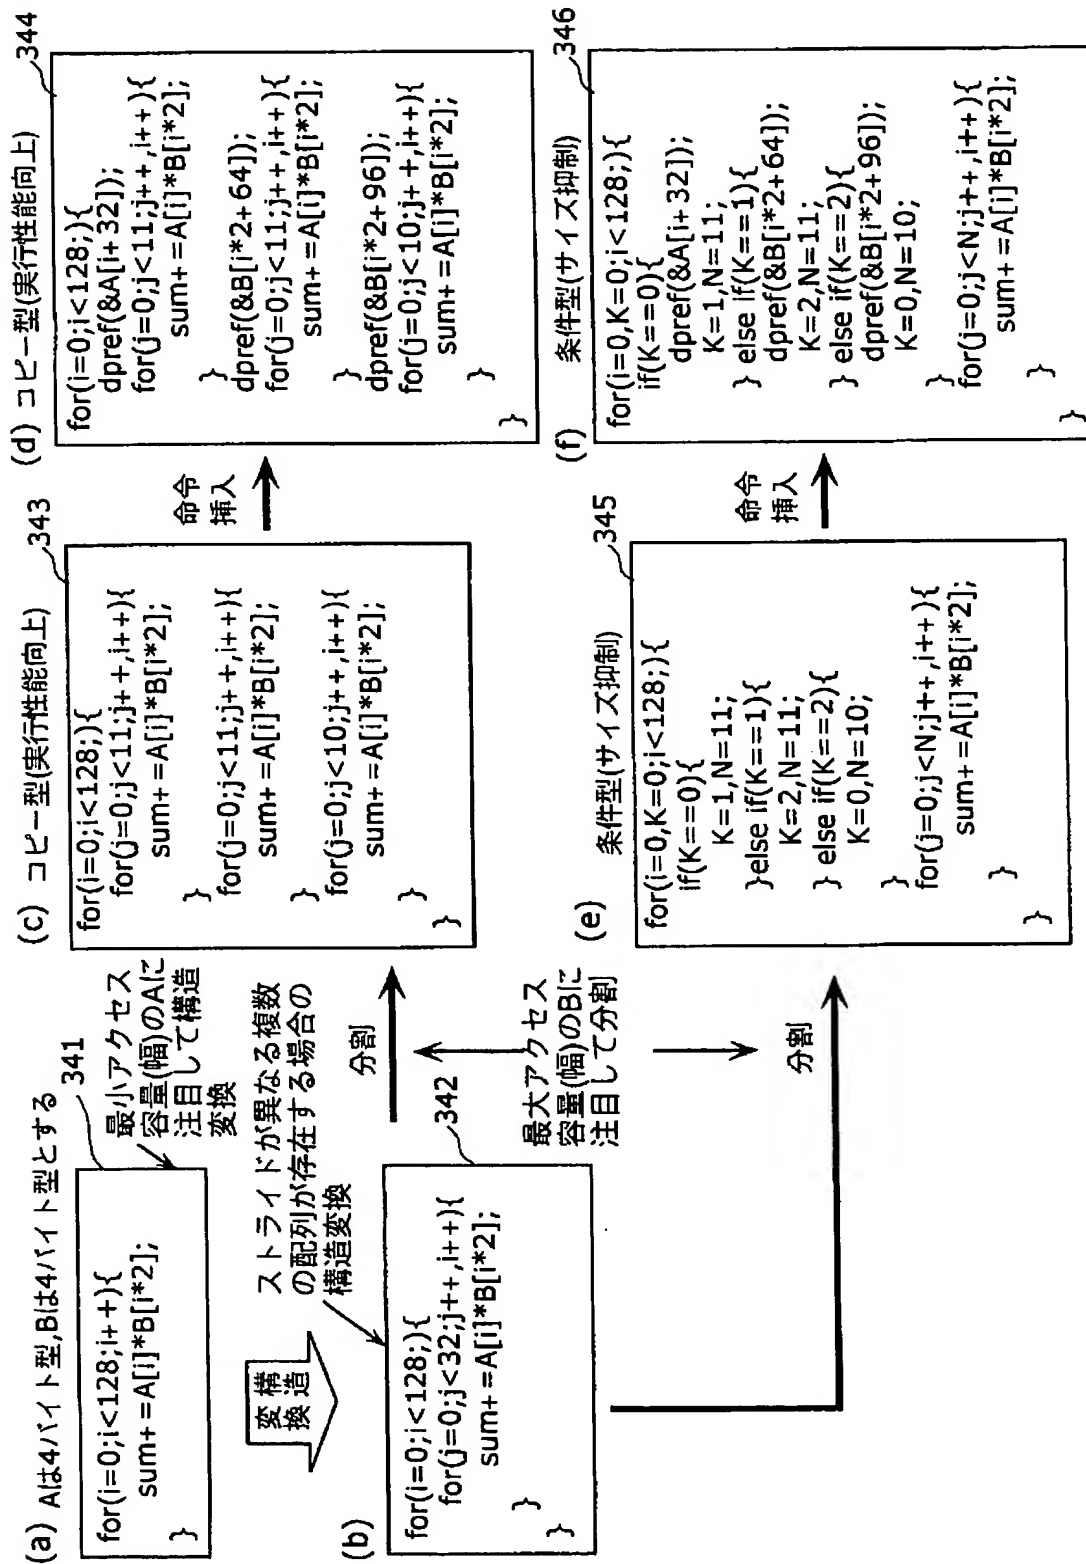 (a) Aは4バイト型,Bは4バイト型とする
341
for(i=0;i<128;i++){
sum+=A[i]*B[i*2];
}
最小アクセス
容量(幅)のAに
注目して構造
変換
構造
変換
ストライドが異なる複数
の配列が存在する場合の
構造変換
(b)
342
for(i=0;i<128;){
for(j=0;j<32;j++,i++){
sum+=A[i]*B[i*2];
}
}
分割
最大アクセス
容量(幅)のBに
注目して分割
分割
(c) コピー型(実行性能向上)
343
for(i=0;i<128;){
for(j=0;j<11;j++,i++){
sum+=A[i]*B[i*2];
}
for(j=0;j<11;j++,i++){
sum+=A[i]*B[i*2];
}
for(j=0;j<10;j++,i++){
sum+=A[i]*B[i*2];
}
}
命令
挿入
(d) コピー型(実行性能向上)
344
for(i=0;i<128;){
dpref(&A[i+32]);
for(j=0;j<11;j++,i++){
sum+=A[i]*B[i*2];
}
dpref(&B[i*2+64]);
for(j=0;j<11;j++,i++){
sum+=A[i]*B[i*2];
}
dpref(&B[i*2+96]);
for(j=0;j<10;j++,i++){
sum+=A[i]*B[i*2];
}
}
(e) 条件型(サイズ抑制)
345
for(i=0,K=0;i<128;){
if(K==0){
K=1,N=11;
}else if(K==1){
K=2,N=11;
} else if(K==2){
K=0,N=10;
}
for(j=0;j<N;j++,i++){
sum+=A[i]*B[i*2];
}
}
命令
挿入
(f) 条件型(サイズ抑制)
346
for(i=0,K=0;i<128;){
if(K==0){
dpref(&A[i+32]);
K=1,N=11;
} else if(K==1){
dpref(&B[i*2+64]);
K=2,N=11;
} else if(K==2){
dpref(&B[i*2+96]);
K=0,N=10;
}
for(j=0;j<N;j++,i++){
sum+=A[i]*B[i*2];
}
}